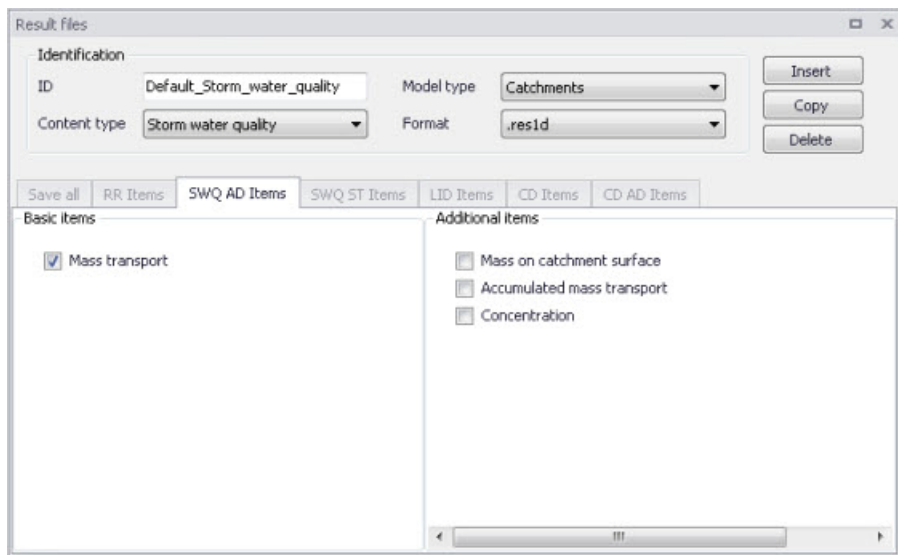 Result files
Identification
ID Default_Storm_water_quality Model type Catchments Insert
Content type Storm water quality Format .res1d Copy
Delete
Save all RR Items SWQ AD Items SWQ ST Items LID Items CD Items CD AD Items
Basic items Additional items
Mass transport Mass on catchment surface
Accumulated mass transport
Concentration